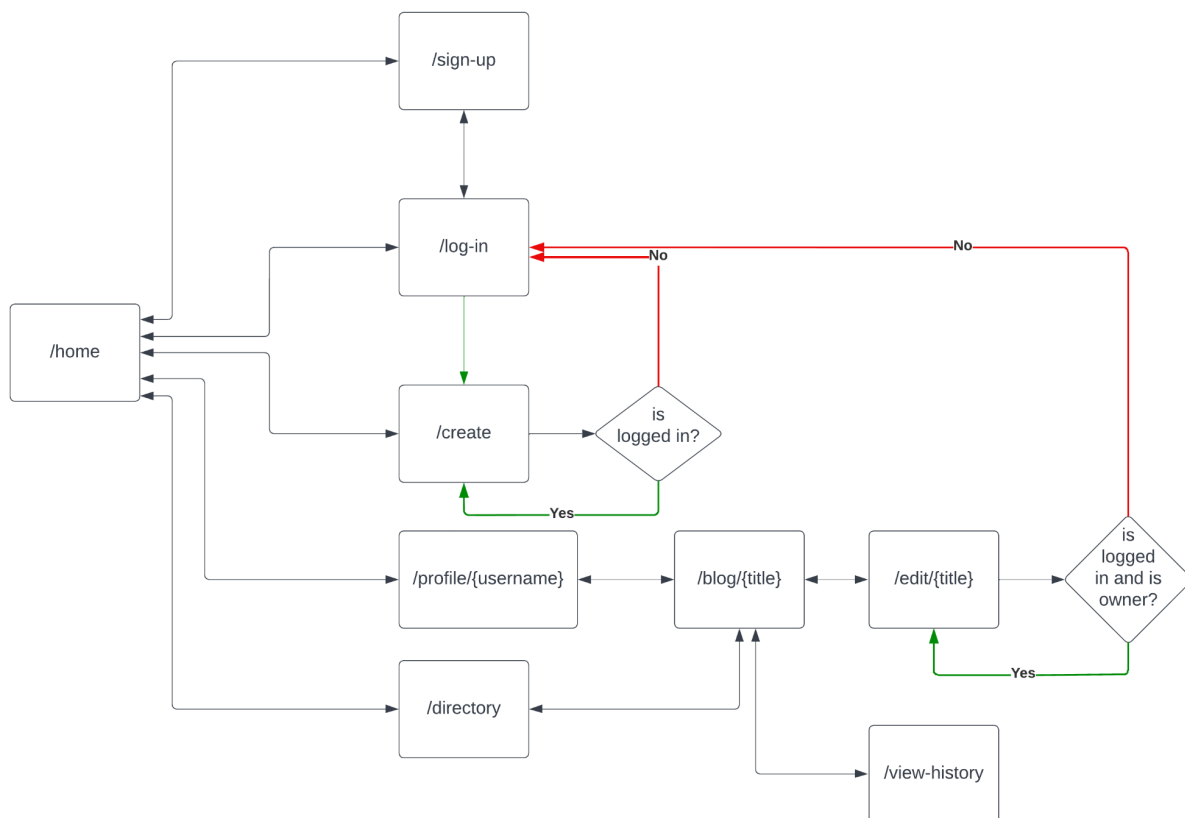 /sign-up
/log-in
No
No
/home
/create
is
logged in?
Yes
/profile/{username}
/blog/{title}
/edit/{title}
is
logged
in and is
owner?
Yes
/directory
/view-history